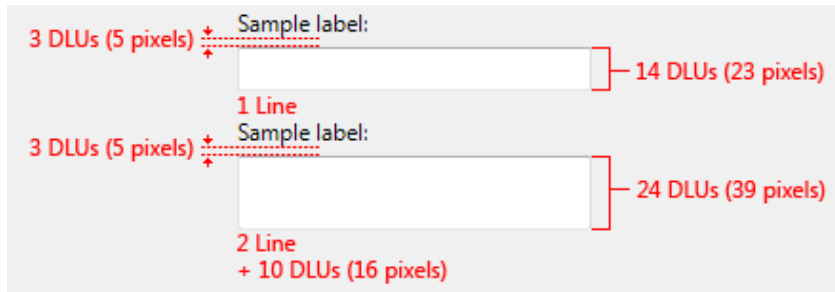 Sample label:
3 DLUs (5 pixels)
14 DLUs (23 pixels)
1 Line
Sample label:
3 DLUs (5 pixels)
24 DLUs (39 pixels)
2 Line
+ 10 DLUs (16 pixels)